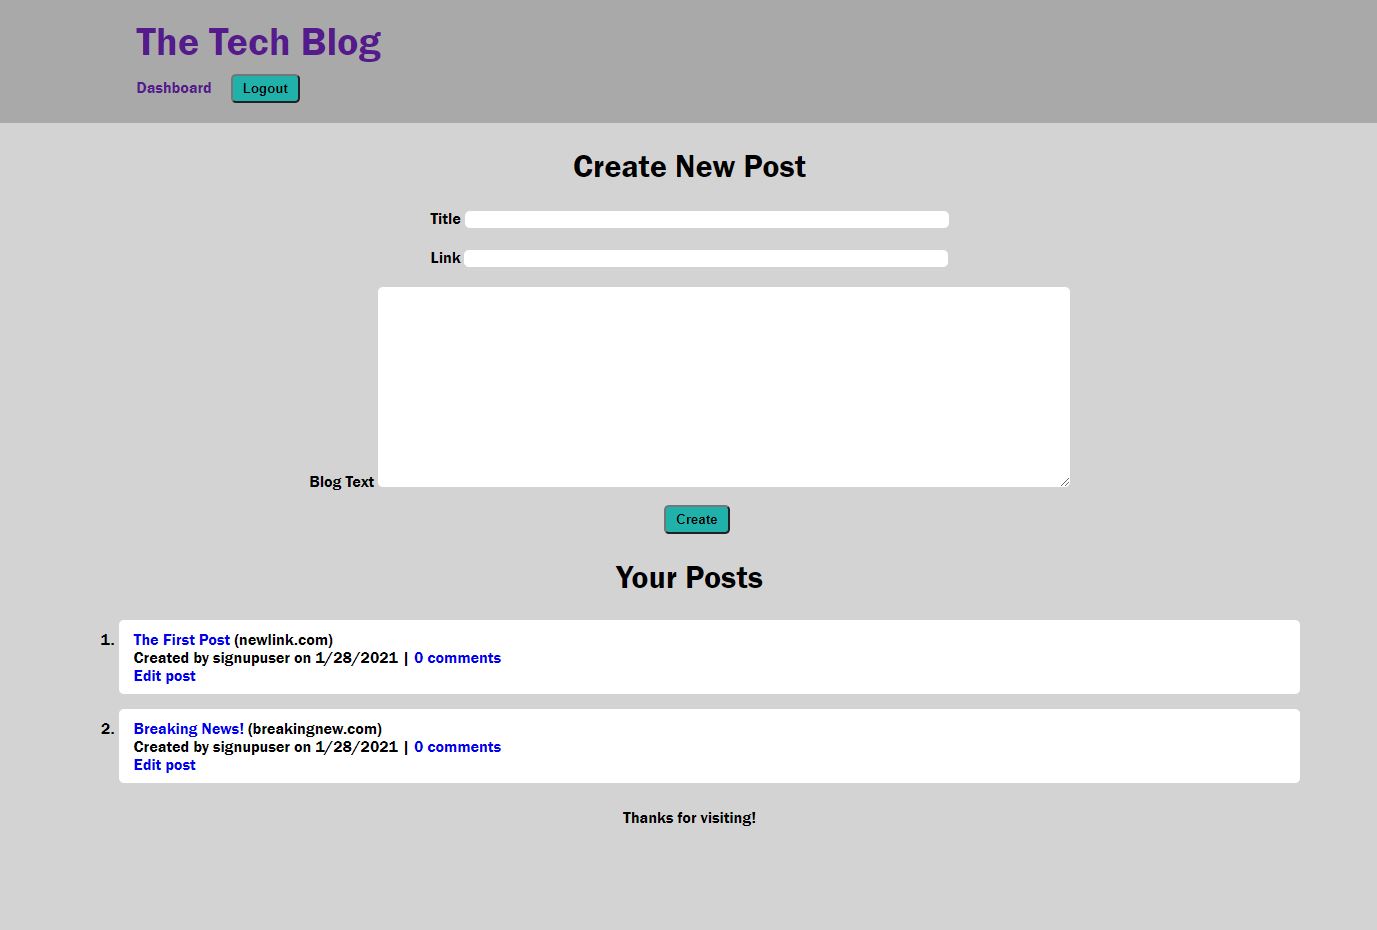 The Tech Blog
Dashboard Logout
Create New Post
Title
Link
Blog Text
Create
Your Posts
1. The First Post (newlink.com)
Created by signupuser on 1/28/2021 | 0 comments
Edit post
2. Breaking News! (breakingnew.com)
Created by signupuser on 1/28/2021 | 0 comments
Edit post
Thanks for visiting!